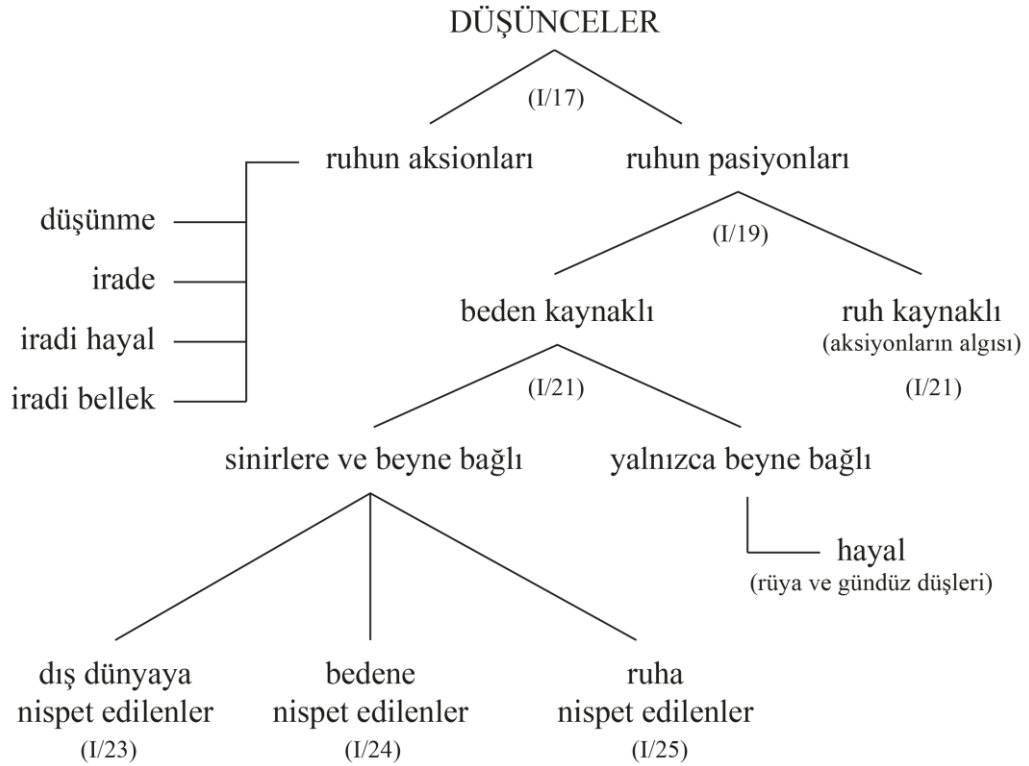 DÜŞÜNCELER
(I/17)
ruhun aksionları
ruhun pasiyonları
düşünme
irade
iradi hayal
iradi bellek
(I/19)
beden kaynaklı
ruh kaynaklı
(aksiyonların algısı)
(I/21)
(I/21)
sinirlere ve beyne bağlı
yalnızca beyne bağlı
hayal
(rüya ve gündüz düşleri)
dış dünyaya
nispet edilenler
(I/23)
bedene
nispet edilenler
(I/24)
ruha
nispet edilenler
(I/25)